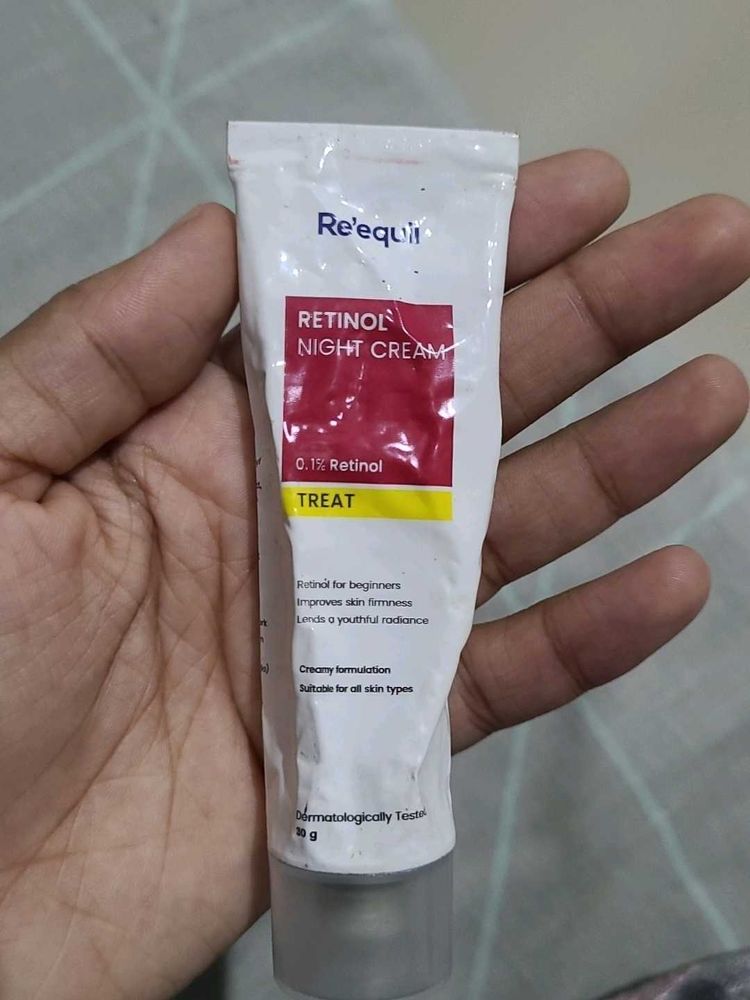 Re'equil
RETINOL
NIGHT CREAM
0.1% Retinol
TREAT
Retinol for beginners
Improves skin firmness
Lends a youthful radiance
Creamy formulation
Suitable for all skin types
Dermatologically Tested
30 g